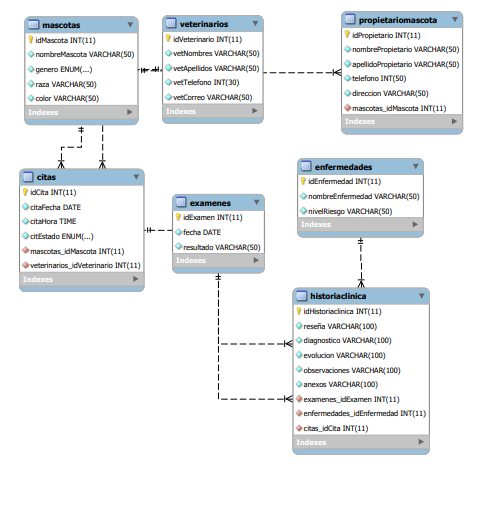 mascotas
idMascota INT(11)
nombreMascota VARCHAR(50)
genero ENUM(...)
raza VARCHAR(50)
color VARCHAR(50)
Indexes
veterinarios
idVeterinario INT(11)
vetNombres VARCHAR(50)
vetApellidos VARCHAR(50)
vetTelefono INT(30)
vetCorreo VARCHAR(50)
Indexes
propietariomascota
idPropietario INT(11)
nombrePropietario VARCHAR(50)
apellidoPropietario VARCHAR(50)
telefono INT(50)
direccion VARCHAR(50)
mascotas_idMascota INT(11)
Indexes
citas
idCita INT(11)
citaFecha DATE
citaHora TIME
citEstado ENUM(...)
mascotas_idMascota INT(11)
veterinarios_idVeterinario INT(11)
Indexes
examenes
idExamen INT(11)
fecha DATE
resultado VARCHAR(50)
Indexes
enfermedades
idEnfermedad INT(11)
nombreEnfermedad VARCHAR(50)
nivelRiesgo VARCHAR(50)
Indexes
historiaclinica
idHistoriaclinica INT(11)
reseña VARCHAR(100)
diagnostico VARCHAR(100)
evolucion VARCHAR(100)
observaciones VARCHAR(100)
anexos VARCHAR(100)
examenes_idExamen INT(11)
enfermedades_idEnfermedad INT(11)
citas_idCita INT(11)
Indexes